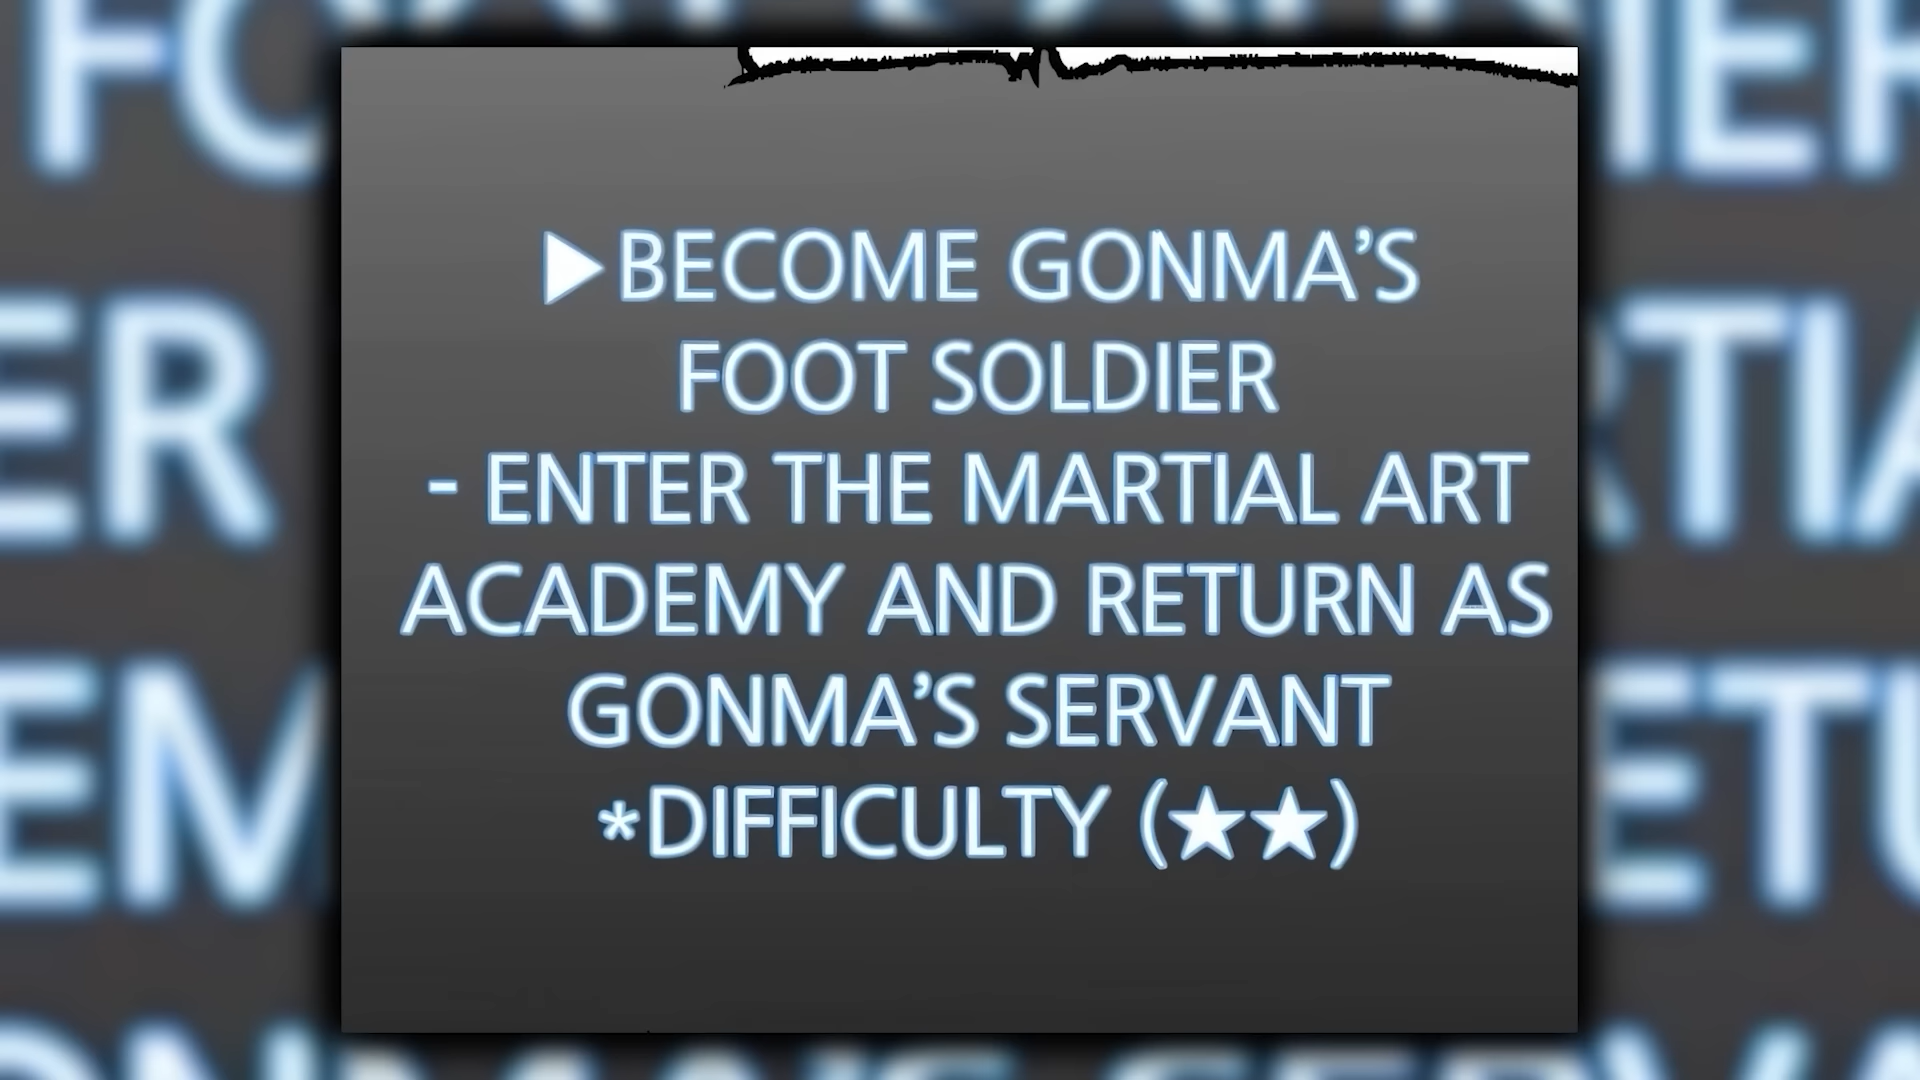 ▶BECOME GONMA’S
FOOT SOLDIER
- ENTER THE MARTIAL ART
ACADEMY AND RETURN AS
GONMA’S SERVANT
*DIFFICULTY (★★)